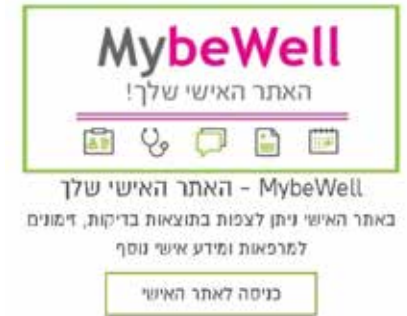 MybeWell
האתר האישי שלך!
MybeWell - האתר האישי שלך
באתר האישי ניתן לצפות בתוצאות בדיקות, זימונים
למרפאות ומידע אישי נוסף
כניסה לאתר האישי